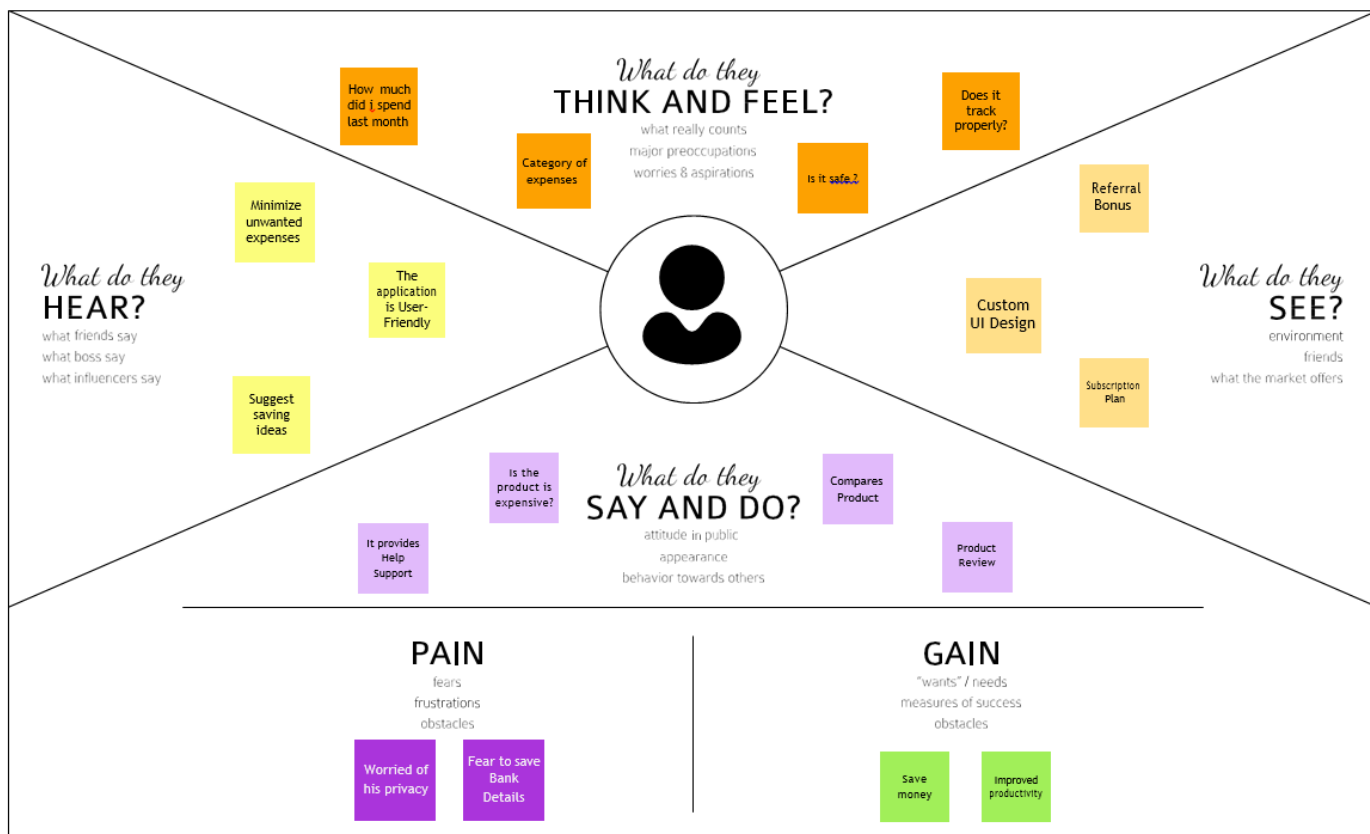 What do they
THINK AND FEEL?
what really counts
major preoccupations
worries & aspirations
How much
did i spend
last month
Category of
expenses
Is it safe ?
Does it
track
properly?
What do they
HEAR?
what friends say
what boss say
what influencers say
Minimize
unwanted
expenses
The
application
is User-
Friendly
Suggest
saving
ideas
What do they
SEE?
environment
friends
what the market offers
Referral
Bonus
Custom
UI Design
Subscription
Plan
What do they
SAY AND DO?
attitude in public
appearance
behavior towards others
Is the
product is
expensive?
It provides
Help
Support
Compares
Product
Product
Review
PAIN
fears
frustrations
obstacles
Worried of
his privacy
Fear to save
Bank
Details
GAIN
"wants" / needs
measures of success
obstacles
Save
money
Improved
productivity